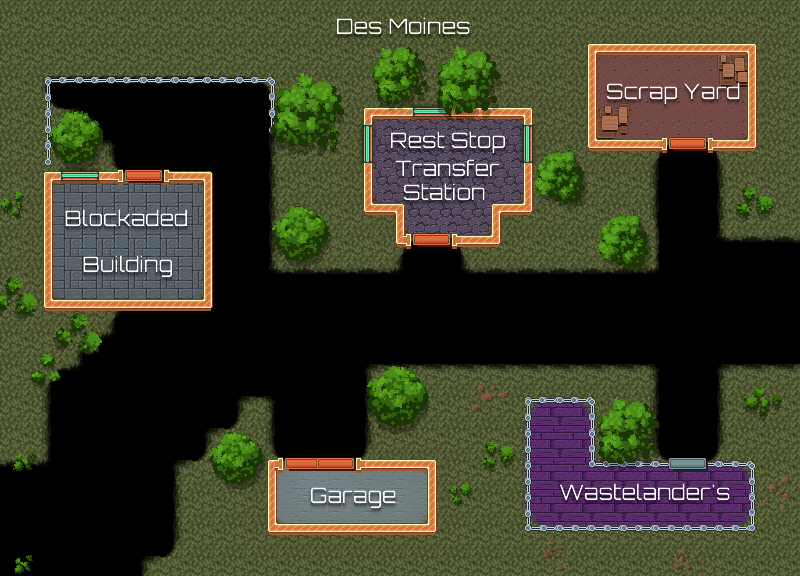 Des Moines
Scrap Yard
Rest Stop
Transfer
Station
Blockaded
Building
Garage
Wastelander's